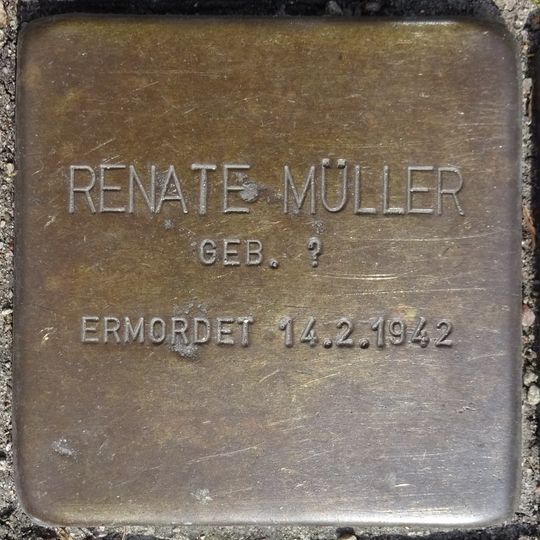 RENATE MÜLLER
GEB. ?
ERMORDET 14.2.1942